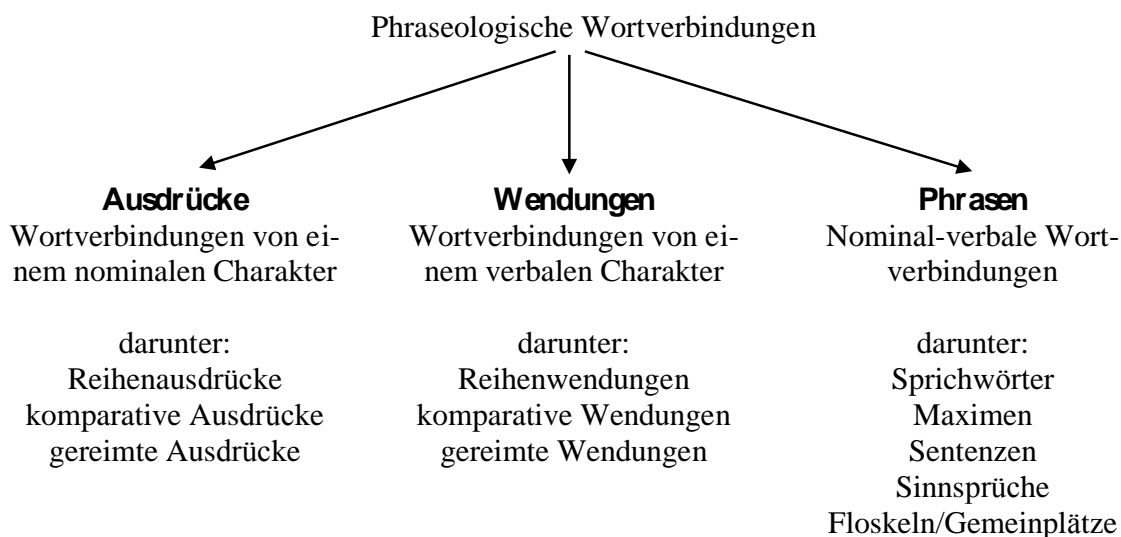 Phraseologische Wortverbindungen
Ausdrücke
Wortverbindungen von ei-
nem nominalen Charakter
darunter:
Reihenausdrücke
komparative Ausdrücke
gereimte Ausdrücke
Wendungen
Wortverbindungen von ei-
nem verbalen Charakter
darunter:
Reihenwendungen
komparative Wendungen
gereimte Wendungen
Phrasen
Nominal-verbale Wort-
verbindungen
darunter:
Sprichwörter
Maximen
Sentenzen
Sinnsprüche
Floskeln/Gemeinplätze